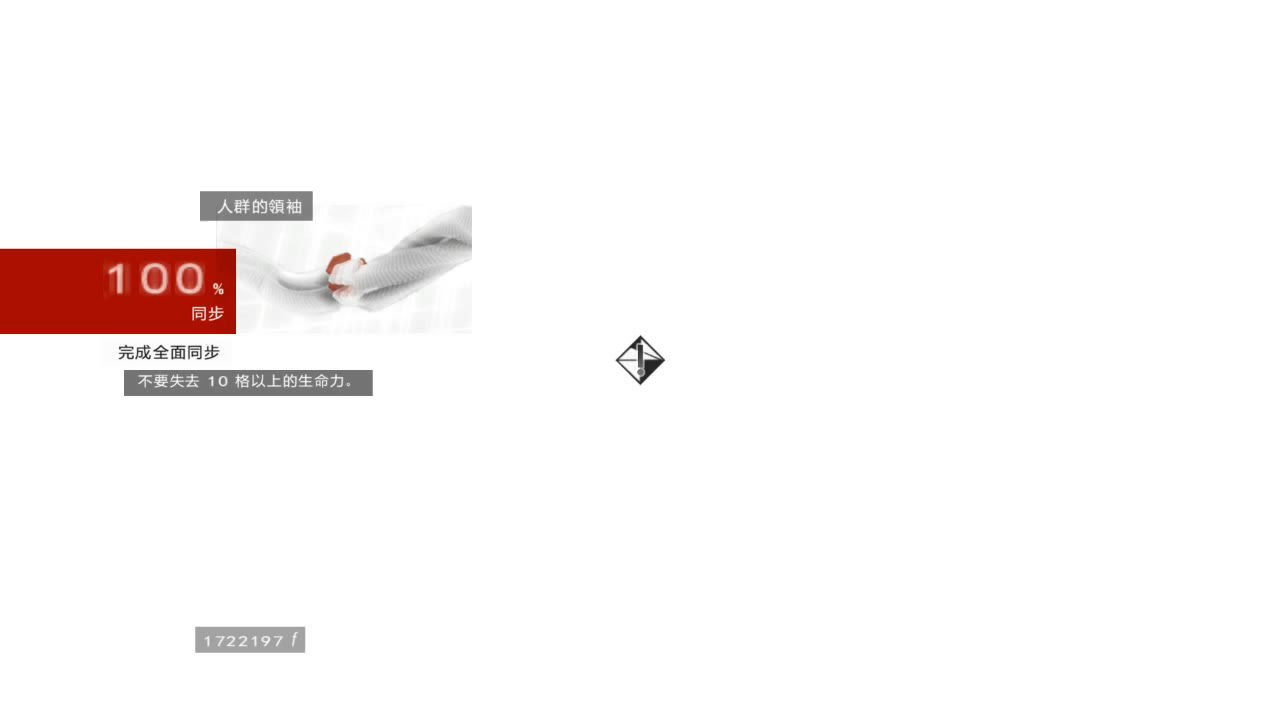 人群的領袖
100 %
同步
完成全面同步
不要失去 10 格以上的生命力。
1722197 f